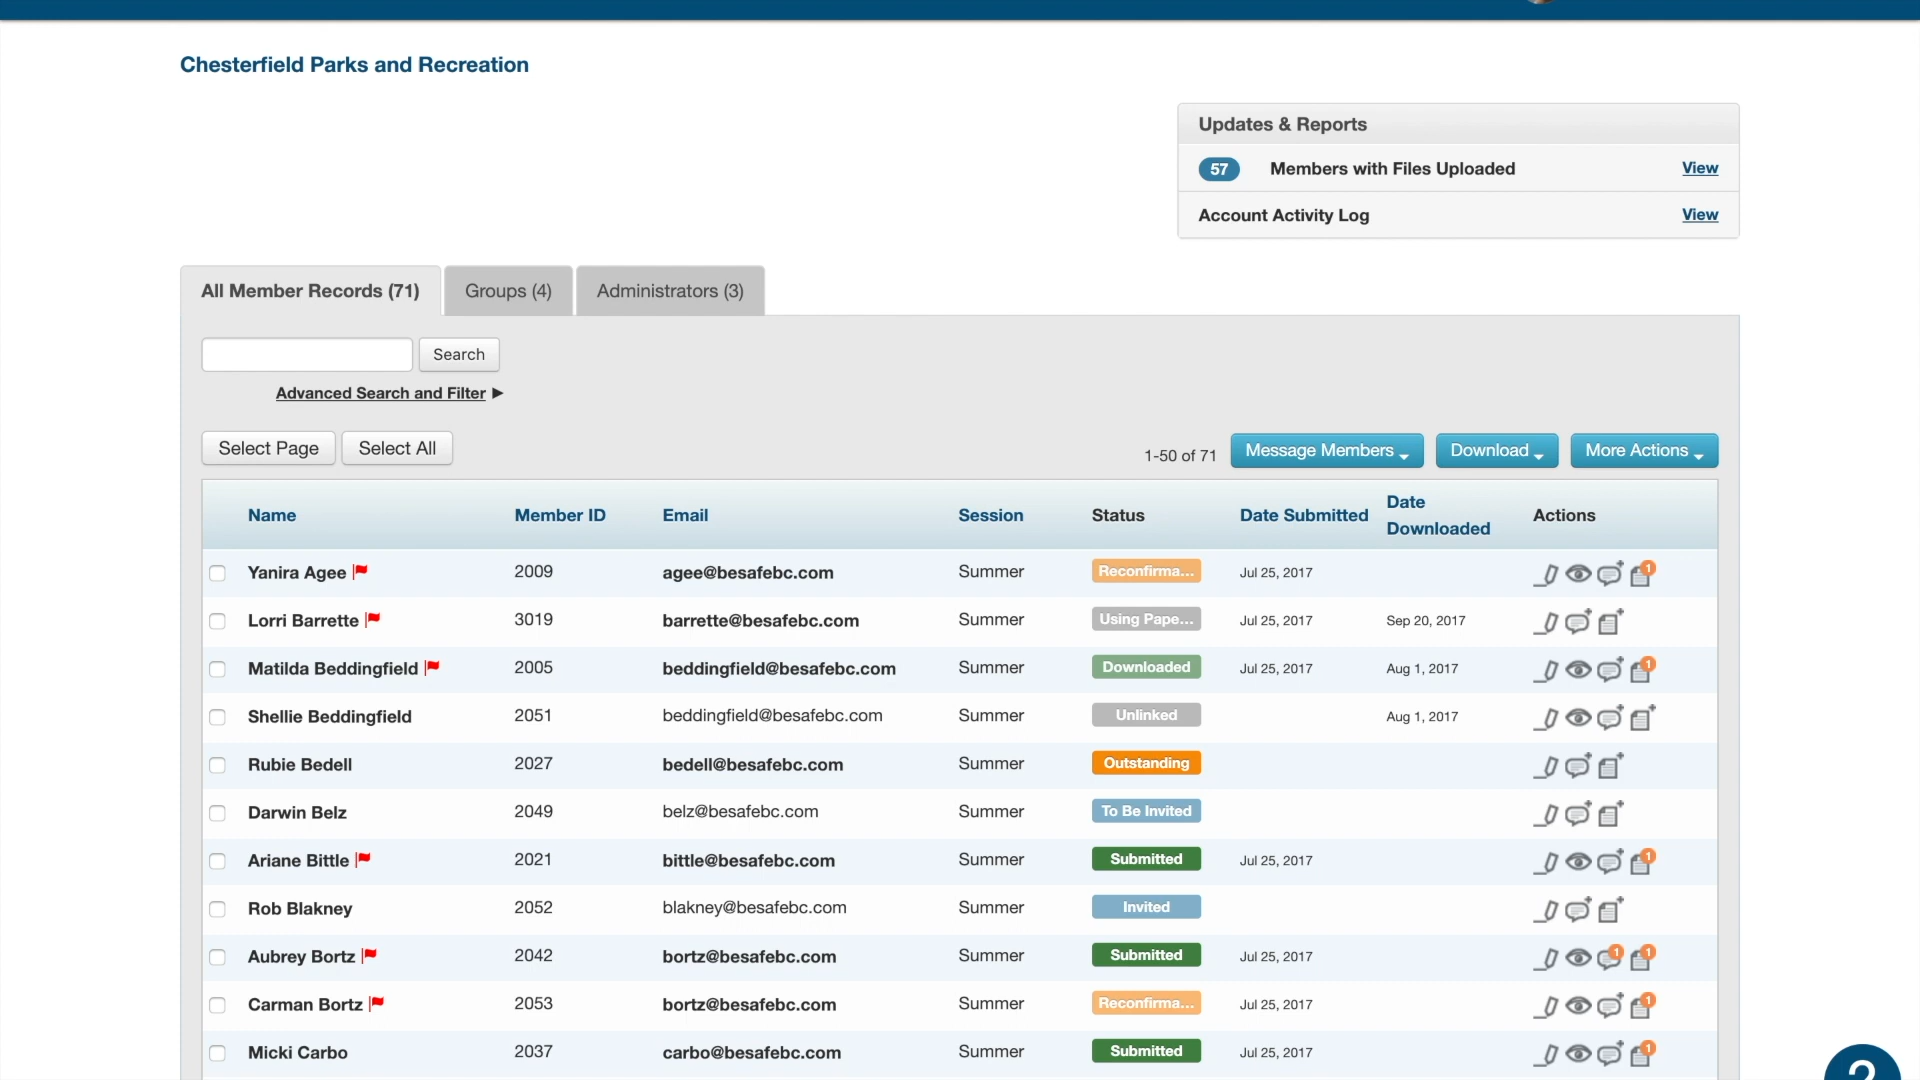 Chesterfield Parks and Recreation
Updates & Reports
57 Members with Files Uploaded View
Account Activity Log View
All Member Records (71) Groups (4) Administrators (3)
Search
Advanced Search and Filter ►
Select Page Select All 1-50 of 71 Message Members Download More Actions
Name Member ID Email Session Status Date Submitted Date Downloaded Actions
Yanira Agee 2009 agee@besafebc.com Summer Reconfirma... Jul 25, 2017 1
Lorri Barrette 3019 barrette@besafebc.com Summer Using Pape... Jul 25, 2017 Sep 20, 2017
Matilda Beddingfield 2005 beddingfield@besafebc.com Summer Downloaded Jul 25, 2017 Aug 1, 2017 1
Shellie Beddingfield 2051 beddingfield@besafebc.com Summer Unlinked Aug 1, 2017
Rubie Bedell 2027 bedell@besafebc.com Summer Outstanding
Darwin Belz 2049 belz@besafebc.com Summer To Be Invited
Ariane Bittle 2021 bittle@besafebc.com Summer Submitted Jul 25, 2017 1
Rob Blakney 2052 blakney@besafebc.com Summer Invited
Aubrey Bortz 2042 bortz@besafebc.com Summer Submitted Jul 25, 2017 1 1
Carman Bortz 2053 bortz@besafebc.com Summer Reconfirma... Jul 25, 2017 1
Micki Carbo 2037 carbo@besafebc.com Summer Submitted Jul 25, 2017 1
?